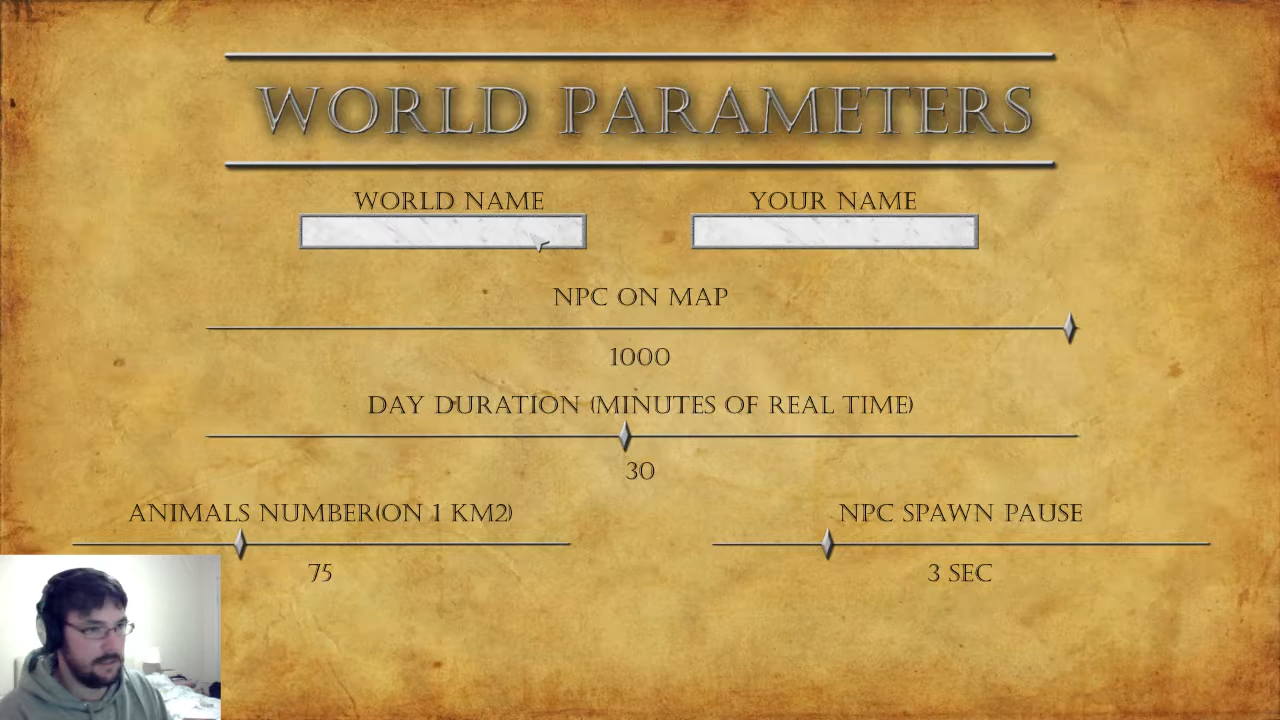 WORLD PARAMETERS
WORLD NAME
YOUR NAME
NPC ON MAP
1000
DAY DURATION (MINUTES OF REAL TIME)
30
ANIMALS NUMBER(ON 1 KM2)
75
NPC SPAWN PAUSE
3 SEC